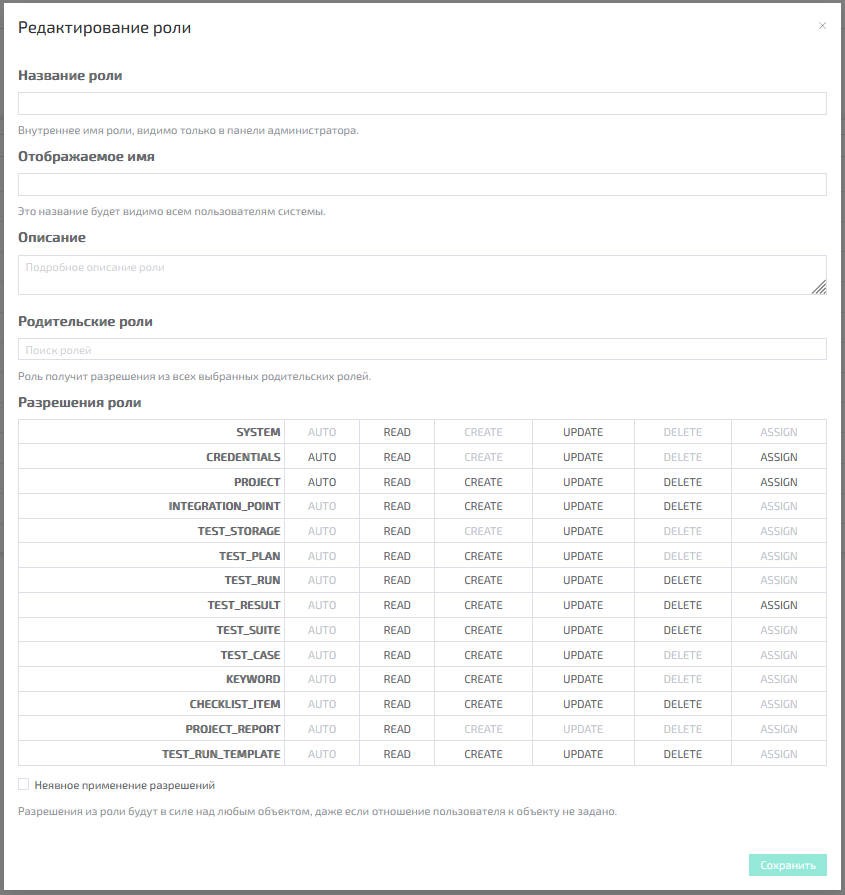 Редактирование роли ×
Название роли
Внутреннее имя роли, видимо только в панели администратора.
Отображаемое имя
Это название будет видимо всем пользователям системы.
Описание
Подробное описание роли
Родительские роли
Поиск ролей
Роль получит разрешения из всех выбранных родительских ролей.
Разрешения роли
SYSTEM AUTO READ CREATE UPDATE DELETE ASSIGN
CREDENTIALS AUTO READ CREATE UPDATE DELETE ASSIGN
PROJECT AUTO READ CREATE UPDATE DELETE ASSIGN
INTEGRATION_POINT AUTO READ CREATE UPDATE DELETE ASSIGN
TEST_STORAGE AUTO READ CREATE UPDATE DELETE ASSIGN
TEST_PLAN AUTO READ CREATE UPDATE DELETE ASSIGN
TEST_RUN AUTO READ CREATE UPDATE DELETE ASSIGN
TEST_RESULT AUTO READ CREATE UPDATE DELETE ASSIGN
TEST_SUITE AUTO READ CREATE UPDATE DELETE ASSIGN
TEST_CASE AUTO READ CREATE UPDATE DELETE ASSIGN
KEYWORD AUTO READ CREATE UPDATE DELETE ASSIGN
CHECKLIST_ITEM AUTO READ CREATE UPDATE DELETE ASSIGN
PROJECT_REPORT AUTO READ CREATE UPDATE DELETE ASSIGN
TEST_RUN_TEMPLATE AUTO READ CREATE UPDATE DELETE ASSIGN
Неявное применение разрешений
Разрешения из роли будут в силе над любым объектом, даже если отношение пользователя к объекту не задано.
Сохранить